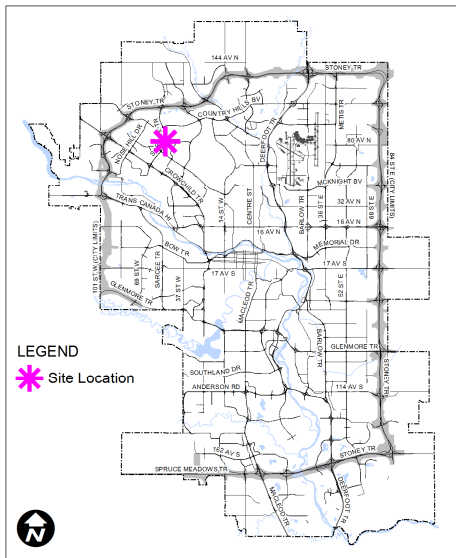 144 AV N
STONEY TR
STONEY TR
COUNTRY HILLS BV
METIS TR
NOSE HILL DR
DEERFOOT TR
80 AV N
84 ST E (CITY LIMITS)
CROWCHILD TR
MCKNIGHT BV
TRANS CANADA HI
14 ST W
CENTRE ST
BARLOW TR
36 ST E
32 AV N
68 ST E
16 AV N
16 AV N
101 ST W (CITY LIMITS)
BOW TR
MEMORIAL DR
69 ST W
SARCEE TR
37 ST W
17 AV S
17 AV S
GLENMORE TR
MACLEOD TR
52 ST E
BARLOW TR
GLENMORE TR
STONEY TR
LEGEND
Site Location
SOUTHLAND DR
ANDERSON RD
114 AV S
162 AV S
STONEY TR
SPRUCE MEADOWS TR
MACLEOD TR
DEERFOOT TR
N